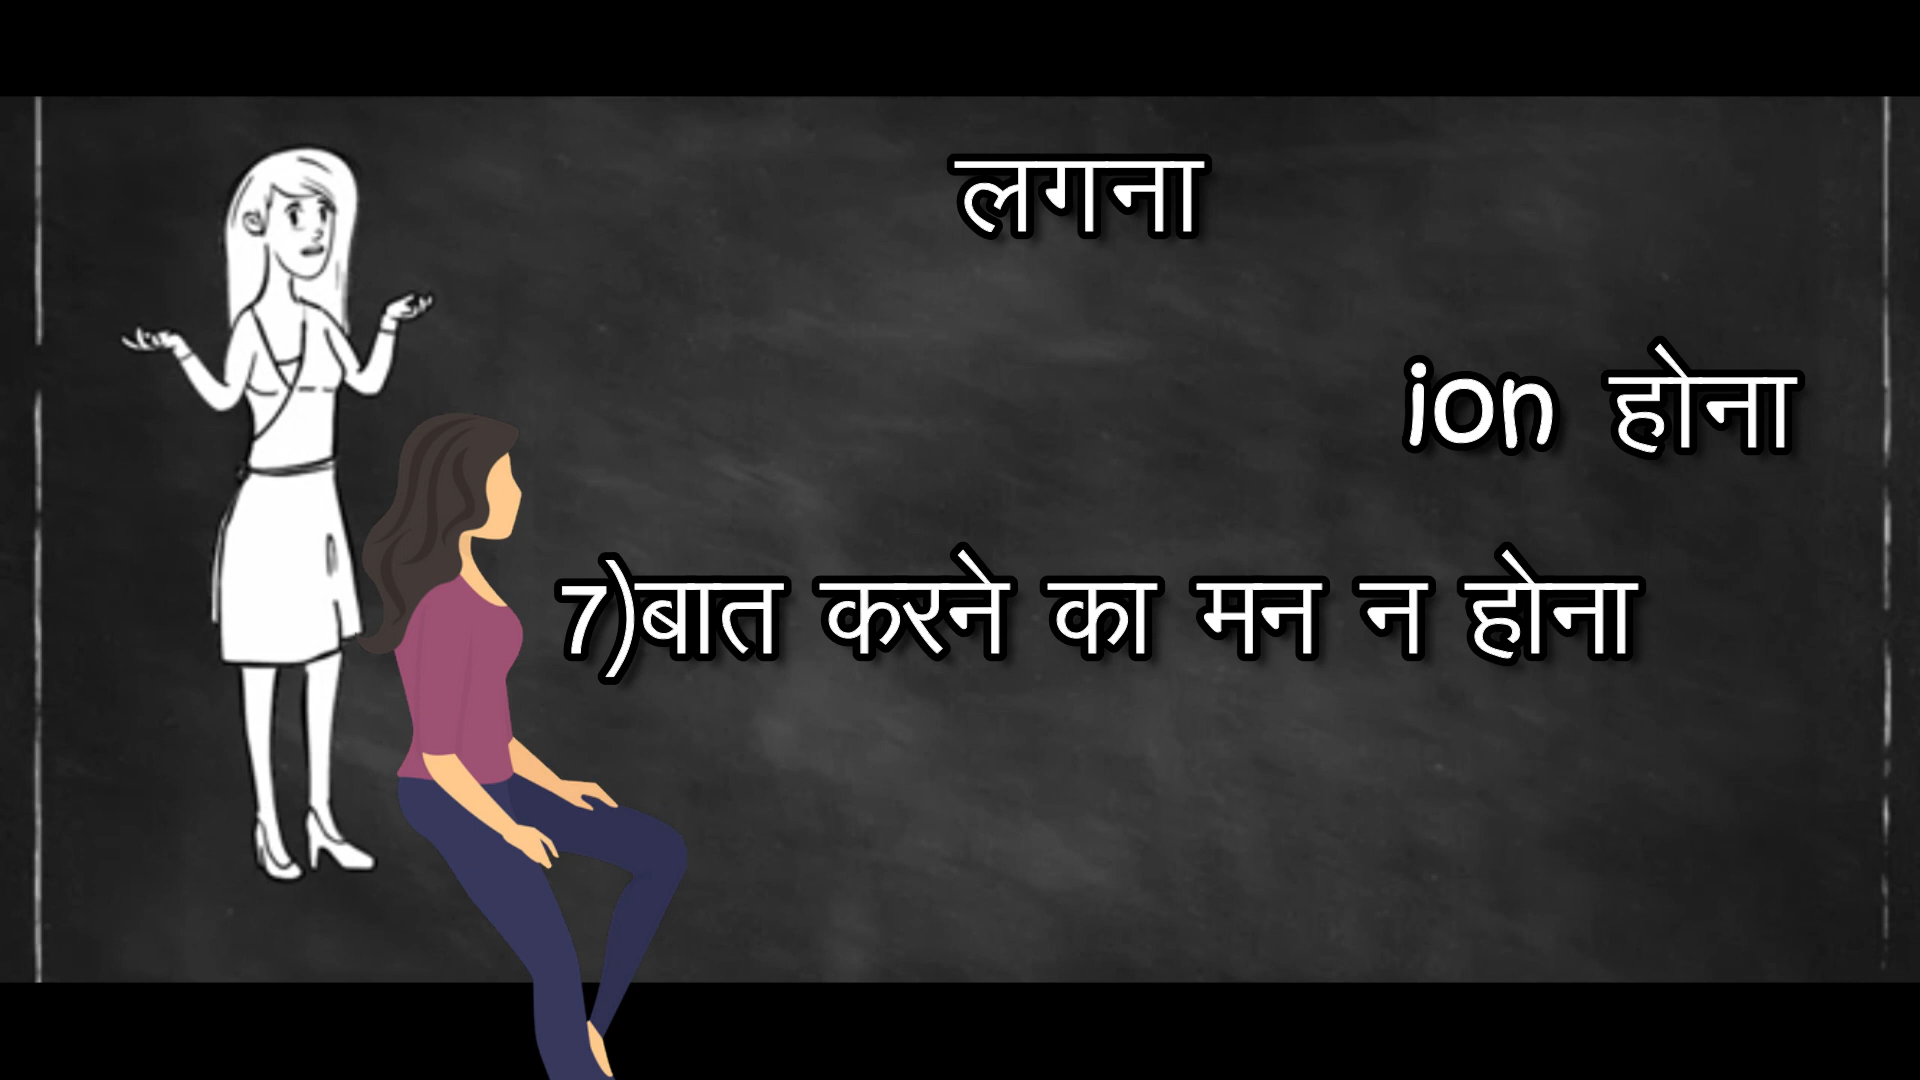 लगना
ion होना
7)बात करने का मन न होना